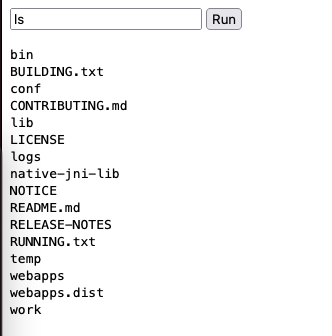 ls Run
bin
BUILDING.txt
conf
CONTRIBUTING.md
lib
LICENSE
logs
native-jni-lib
NOTICE
README.md
RELEASE-NOTES
RUNNING.txt
temp
webapps
webapps.dist
work